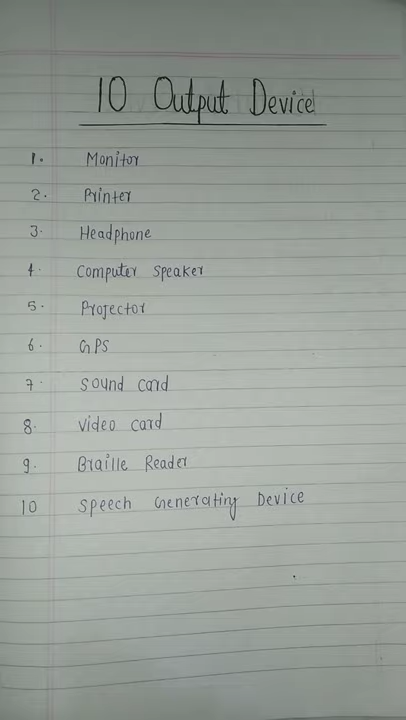 10 Output Device
1. Monitor
2. Printer
3. Headphone
4. Computer Speaker
5. Projector
6. GPS
7. Sound card
8. Video card
9. Braille Reader
10 Speech Generating Device